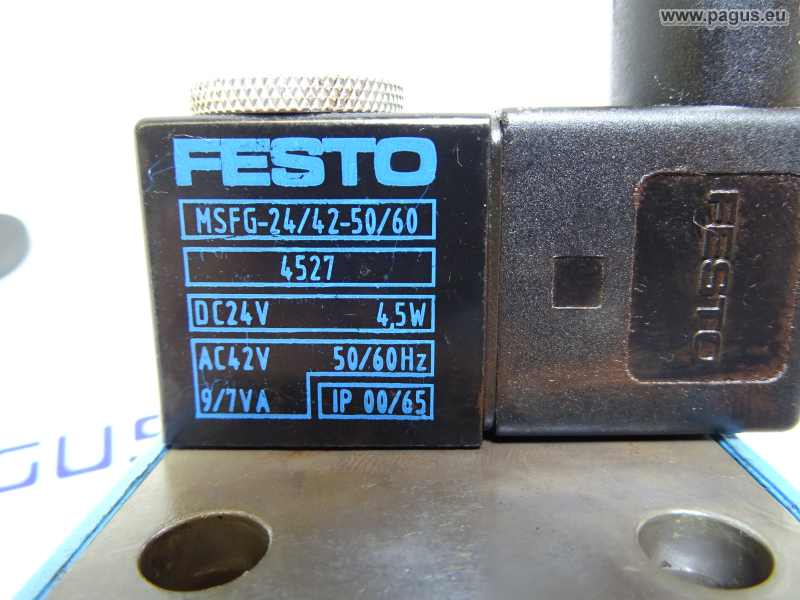 www.pagus.eu
FESTO
MSFG-24/42-50/60
4527
DC24V 4,5W
AC42V 50/60Hz
9/7VA IP 00/65
FESTO
GUS